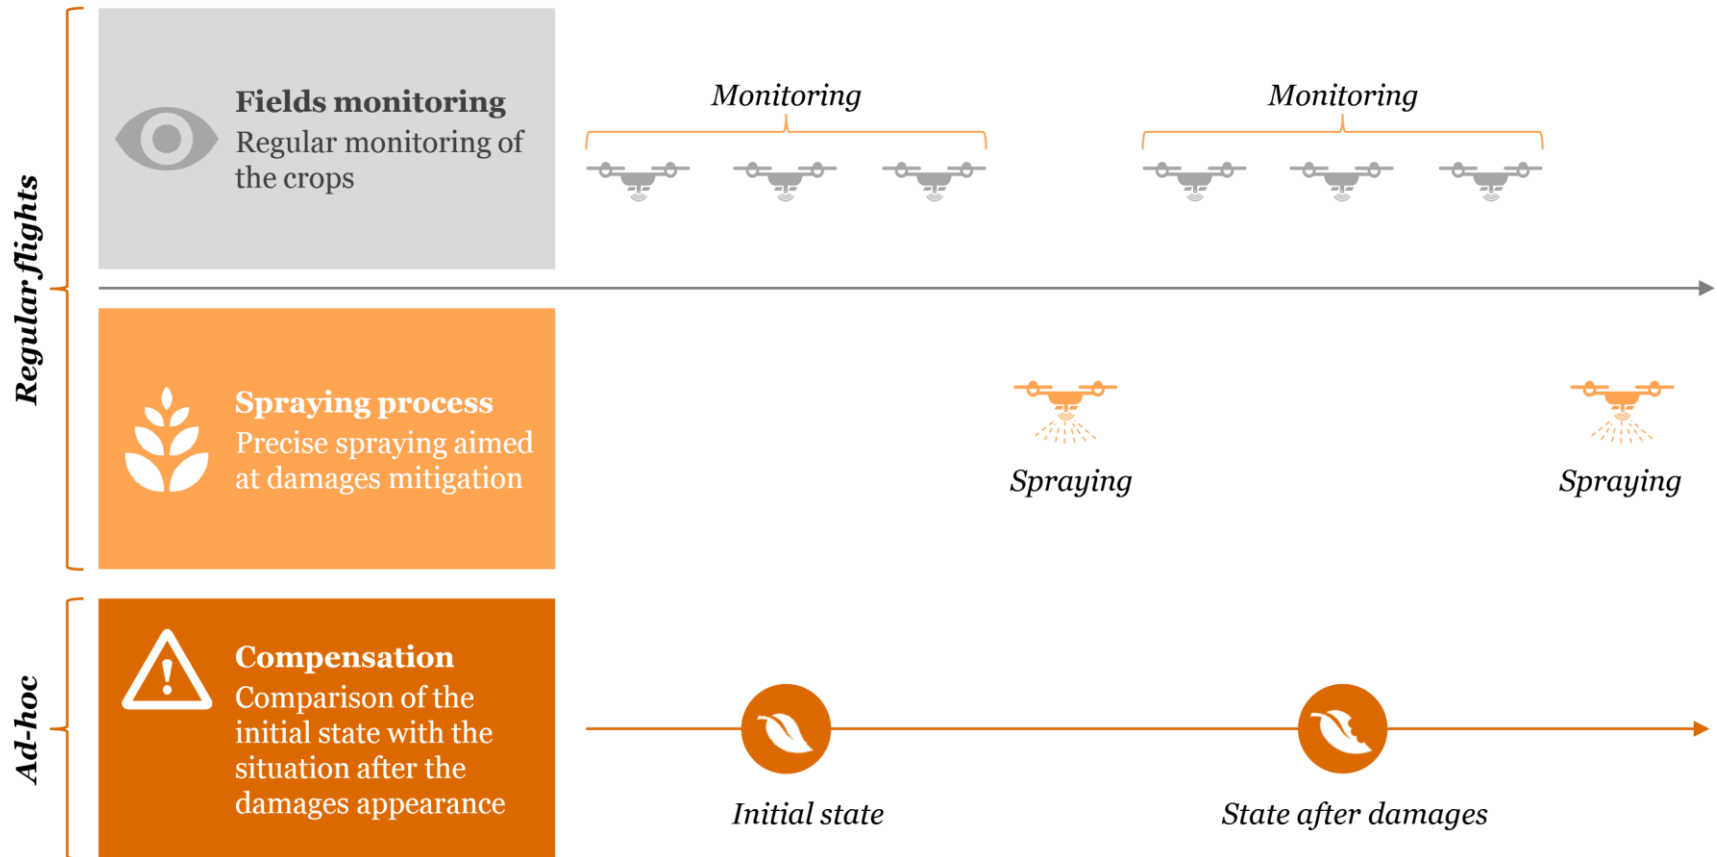 Regular flights
Fields monitoring
Regular monitoring of
the crops
Monitoring
Monitoring
Spraying process
Precise spraying aimed
at damages mitigation
Spraying
Spraying
Ad-hoc
Compensation
Comparison of the
initial state with the
situation after the
damages appearance
Initial state
State after damages